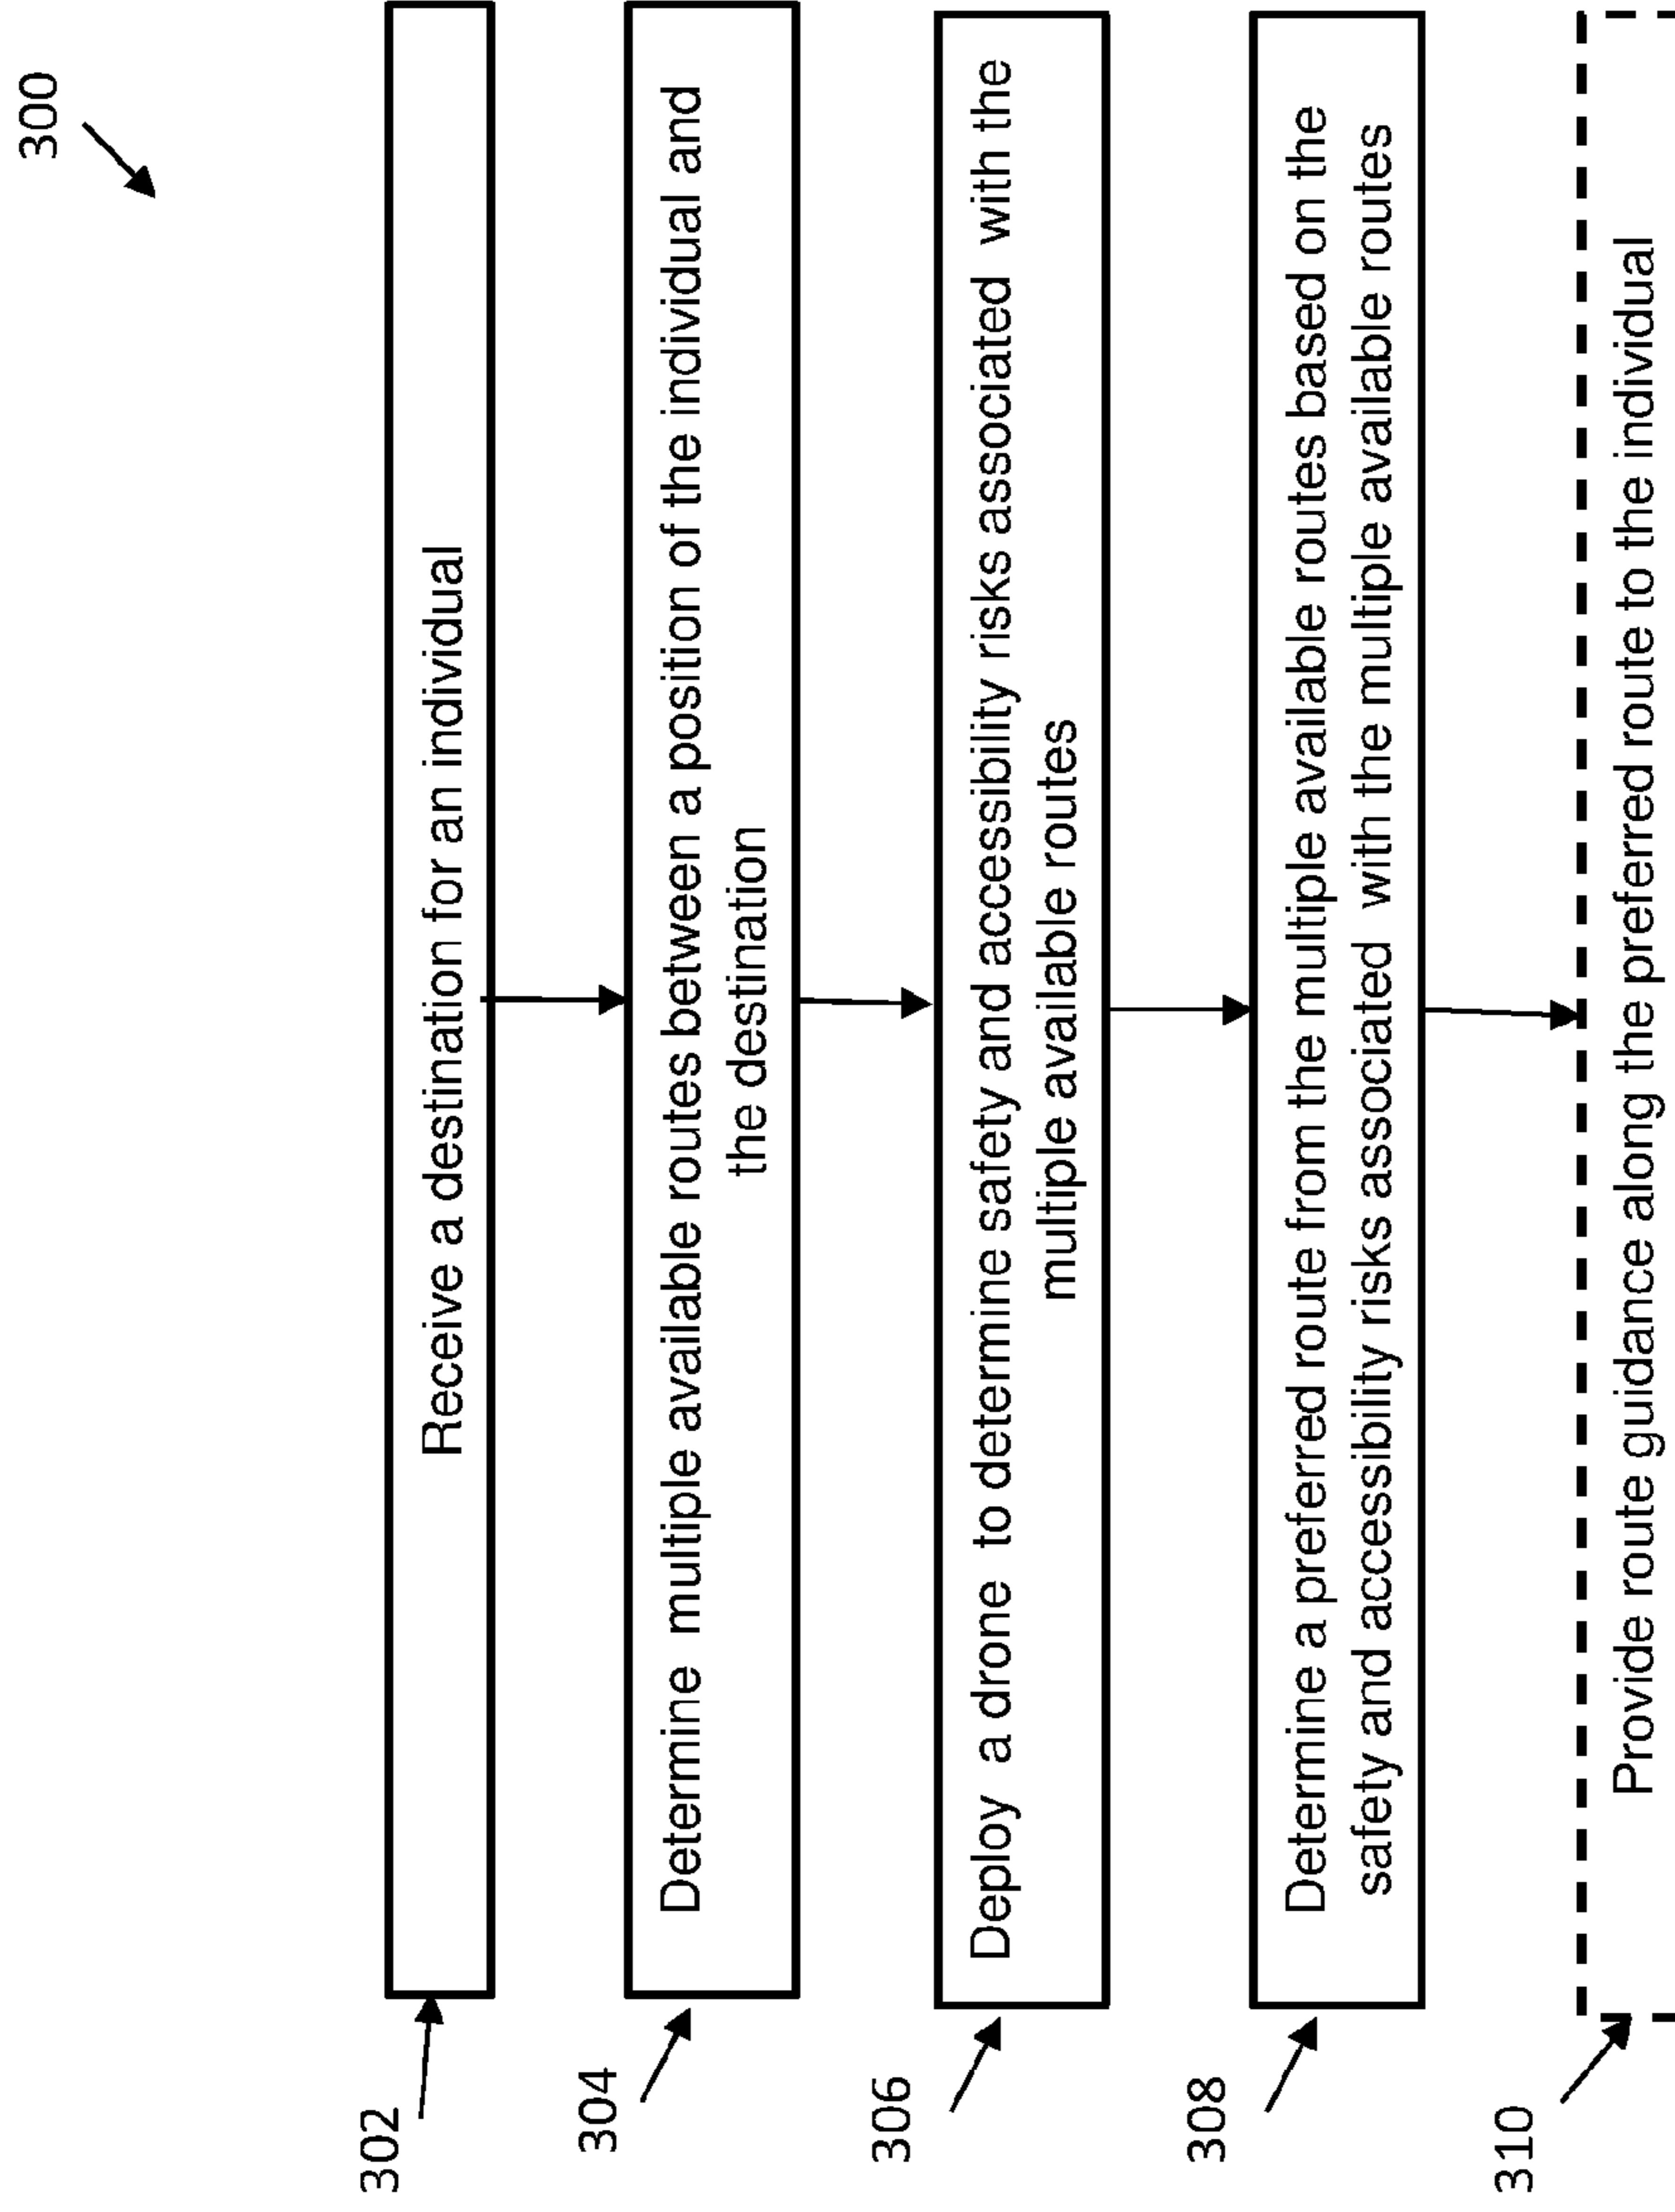 300
302
Receive a destination for an individual
304
Determine multiple available routes between a position of the individual and
the destination
306
Deploy a drone to determine safety and accessibility risks associated with the
multiple available routes
308
Determine a preferred route from the multiple available routes based on the
safety and accessibility risks associated with the multiple available routes
310
Provide route guidance along the preferred route to the individual